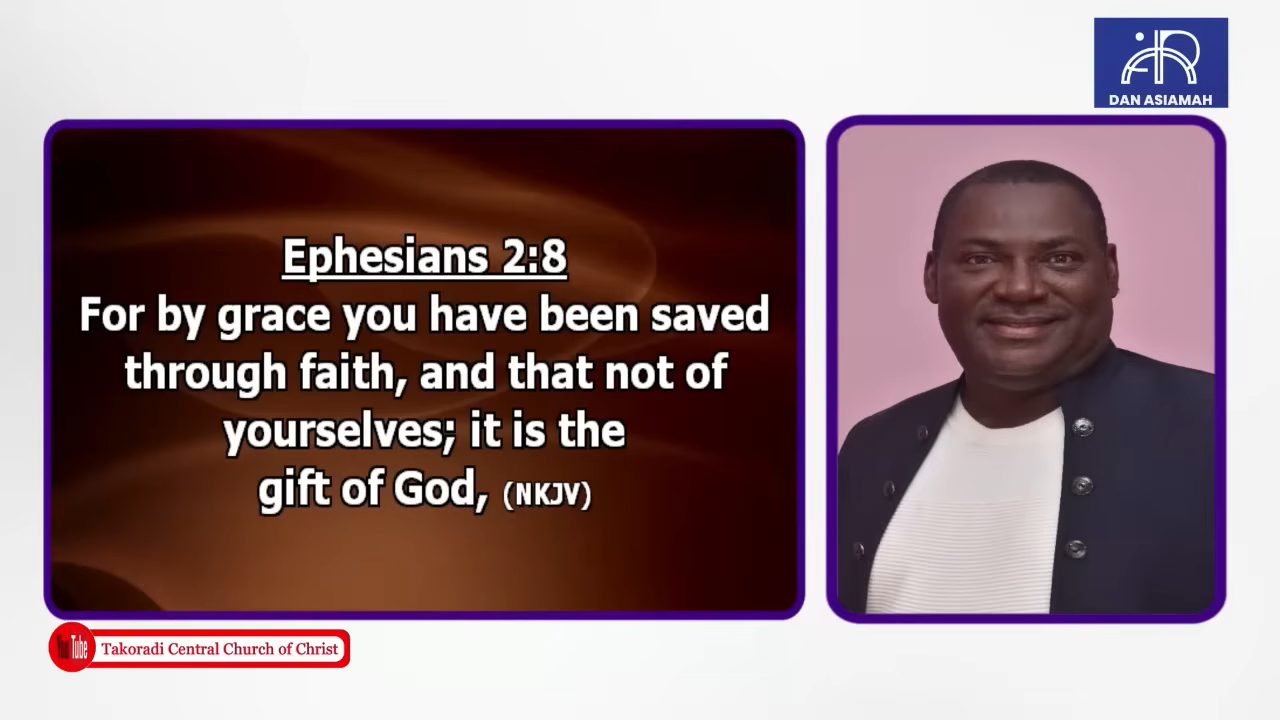 DAN ASIAMAH
Ephesians 2:8
For by grace you have been saved
through faith, and that not of
yourselves; it is the
gift of God, (NKJV)
You Tube
Takoradi Central Church of Christ